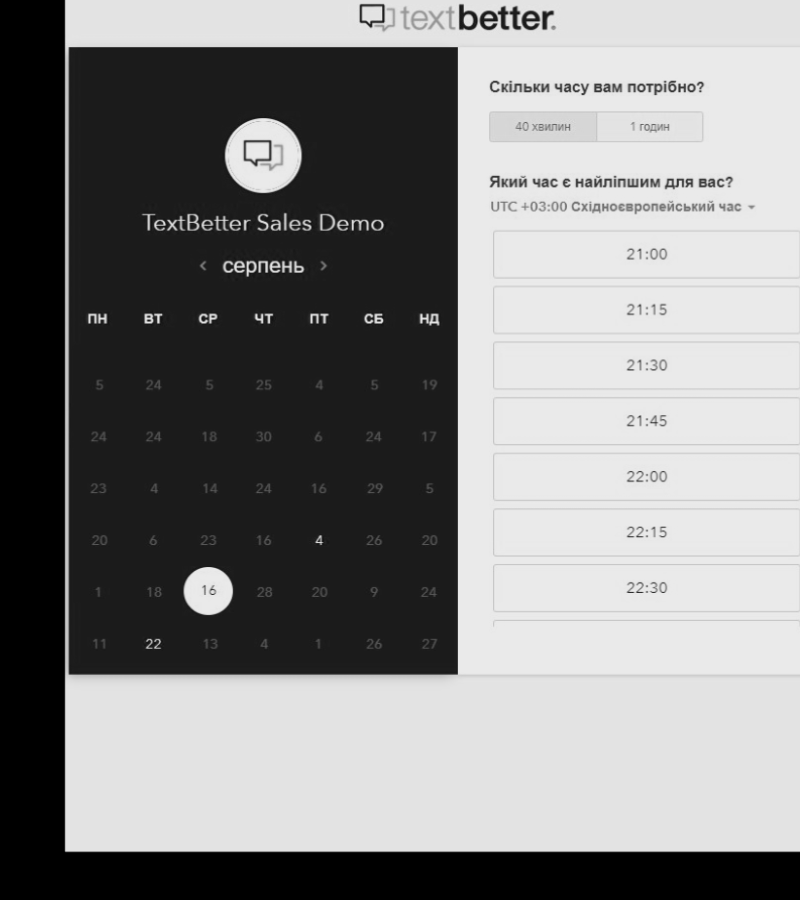 textbetter.
TextBetter Sales Demo
серпень
ПН ВТ СР ЧТ ПТ СБ НД
5 24 5 25 4 5 19
24 24 18 30 6 24 17
23 4 14 24 16 29 5
20 6 23 16 4 26 20
1 18 16 28 20 9 24
11 22 13 4 1 26 27
Скільки часу вам потрібно?
40 хвилин 1 годин
Який час є найліпшим для вас?
UTC +03:00 Східноєвропейський час
21:00
21:15
21:30
21:45
22:00
22:15
22:30